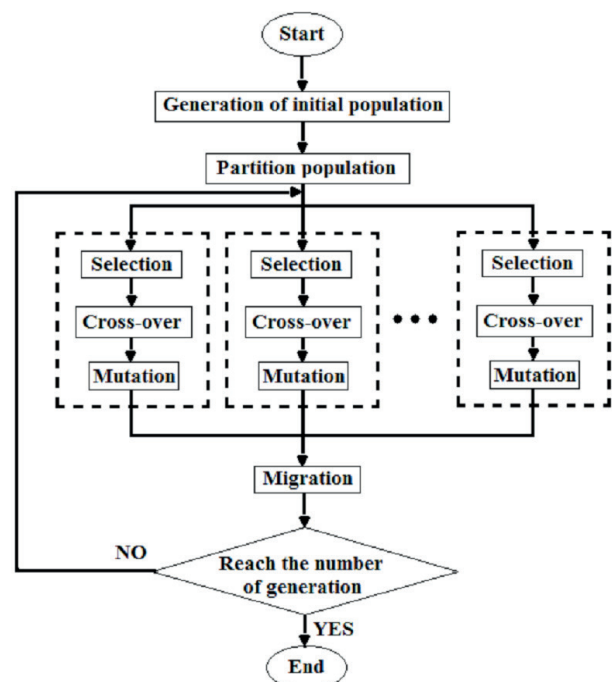 Start
Generation of initial population
Partition population
Selection
Cross-over
Mutation
Selection
Cross-over
Mutation
Selection
Cross-over
Mutation
Migration
NO
Reach the number
of generation
YES
End